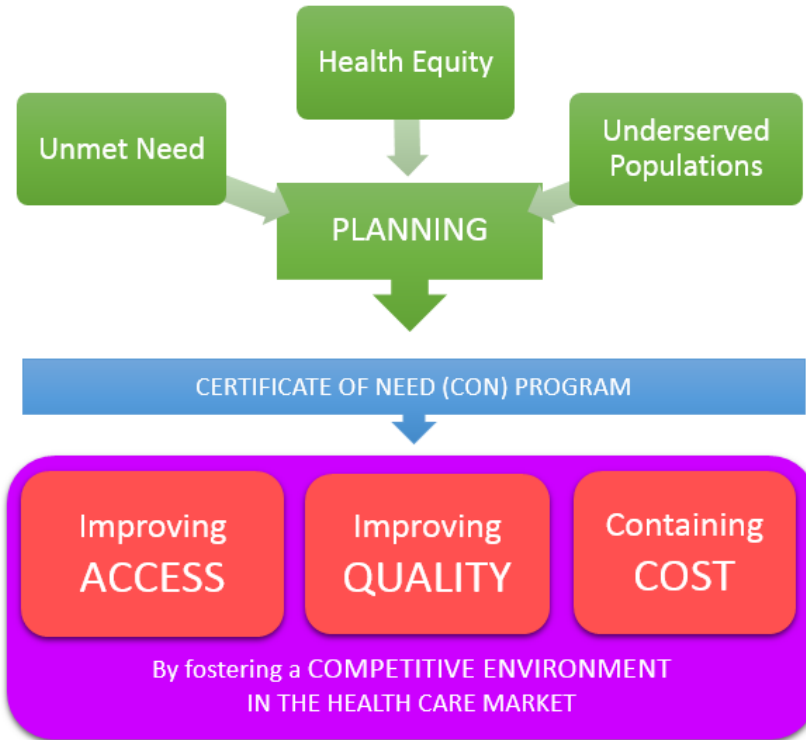 Health Equity
Unmet Need
Underserved
Populations
PLANNING
CERTIFICATE OF NEED (CON) PROGRAM
Improving
ACCESS
Improving
QUALITY
Containing
COST
By fostering a COMPETITIVE ENVIRONMENT
IN THE HEALTH CARE MARKET